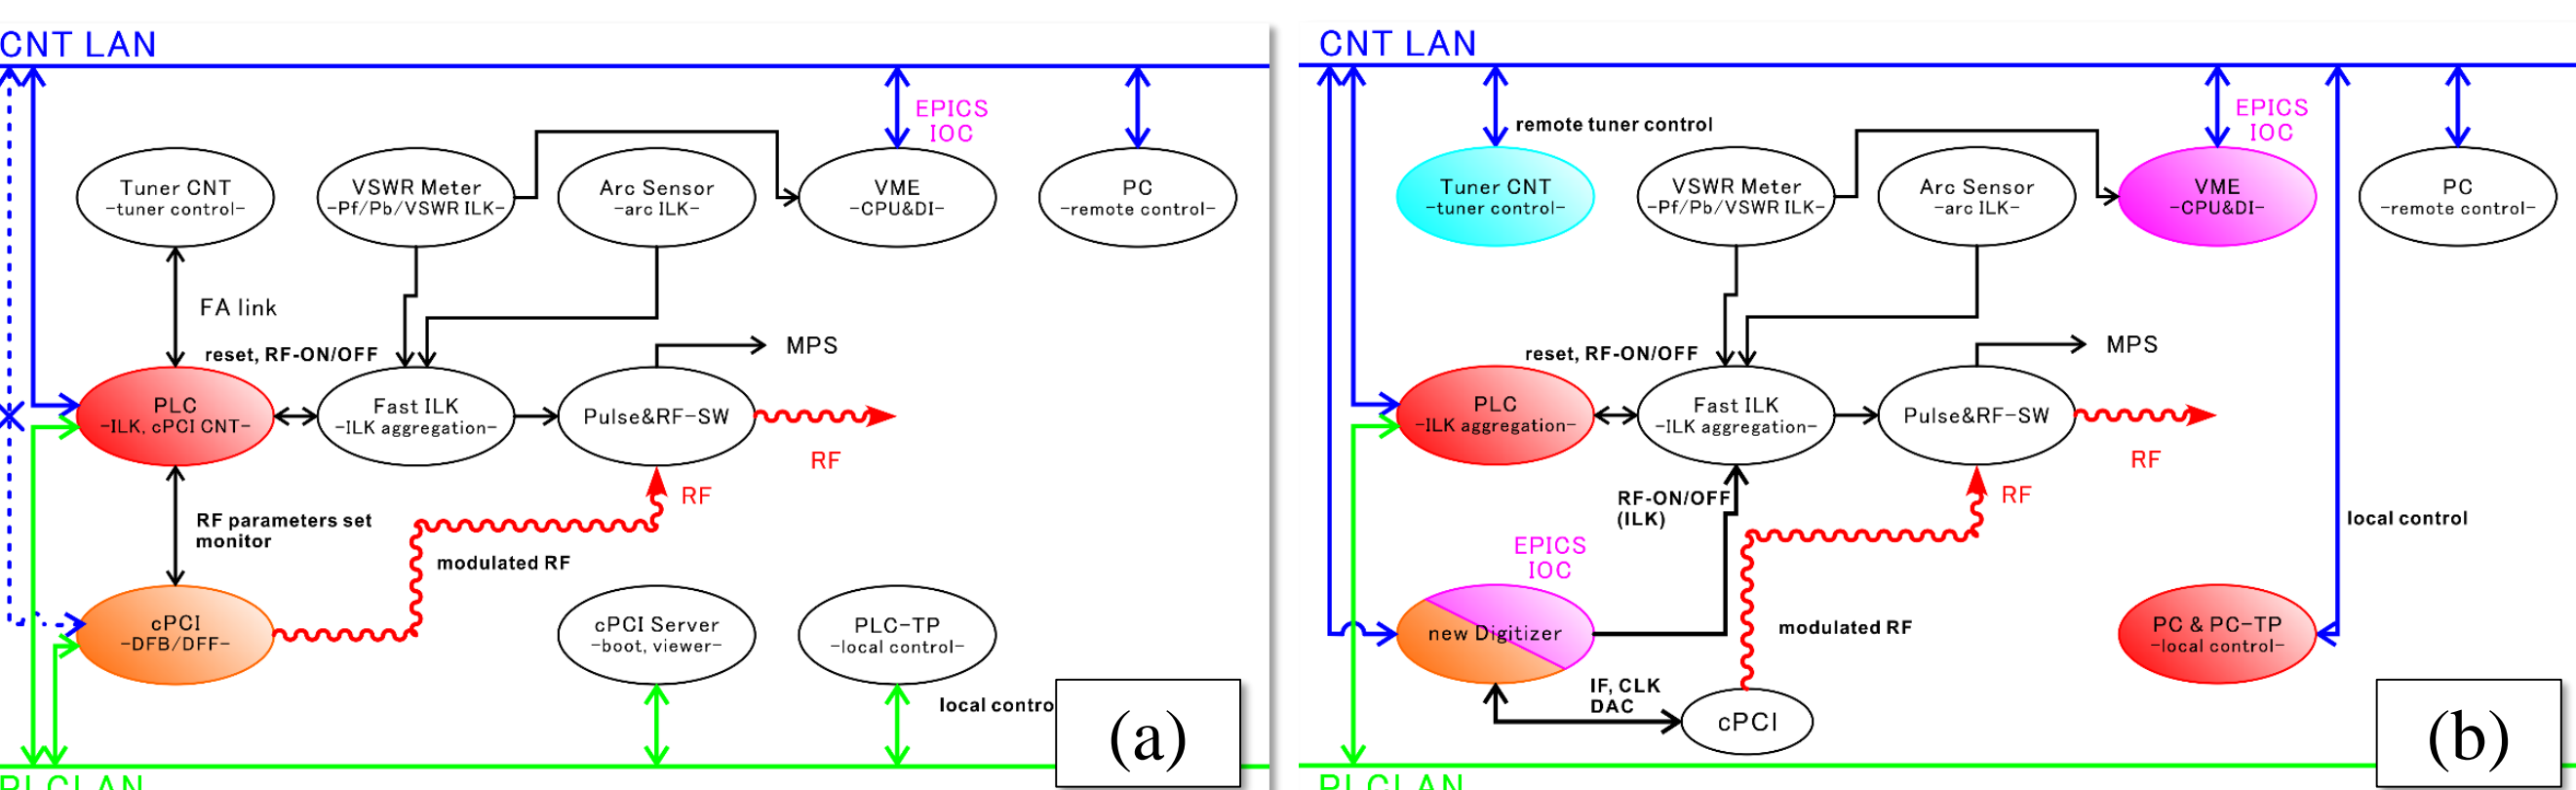 CNT LAN
EPICS
IOC
Tuner CNT
-tuner control-
VSWR Meter
-Pf/Pb/VSWR ILK-
Arc Sensor
-arc ILK-
VME
-CPU&DI-
PC
-remote control-
FA link
reset, RF-ON/OFF
MPS
PLC
-ILK, cPCI CNT-
Fast ILK
-ILK aggregation-
Pulse&RF-SW
RF
RF
RF parameters set
monitor
modulated RF
cPCI
-DFB/DFF-
cPCI Server
-boot, viewer-
PLC-TP
-local control-
local contro
(a)
PLC LAN
CNT LAN
remote tuner control
EPICS
IOC
Tuner CNT
-tuner control-
VSWR Meter
-Pf/Pb/VSWR ILK-
Arc Sensor
-arc ILK-
VME
-CPU&DI-
PC
-remote control-
reset, RF-ON/OFF
MPS
PLC
-ILK aggregation-
Fast ILK
-ILK aggregation-
Pulse&RF-SW
RF
RF
RF-ON/OFF
(ILK)
local control
EPICS
IOC
new Digitizer
modulated RF
PC & PC-TP
-local control-
IF, CLK
DAC
cPCI
(b)
PLC LAN